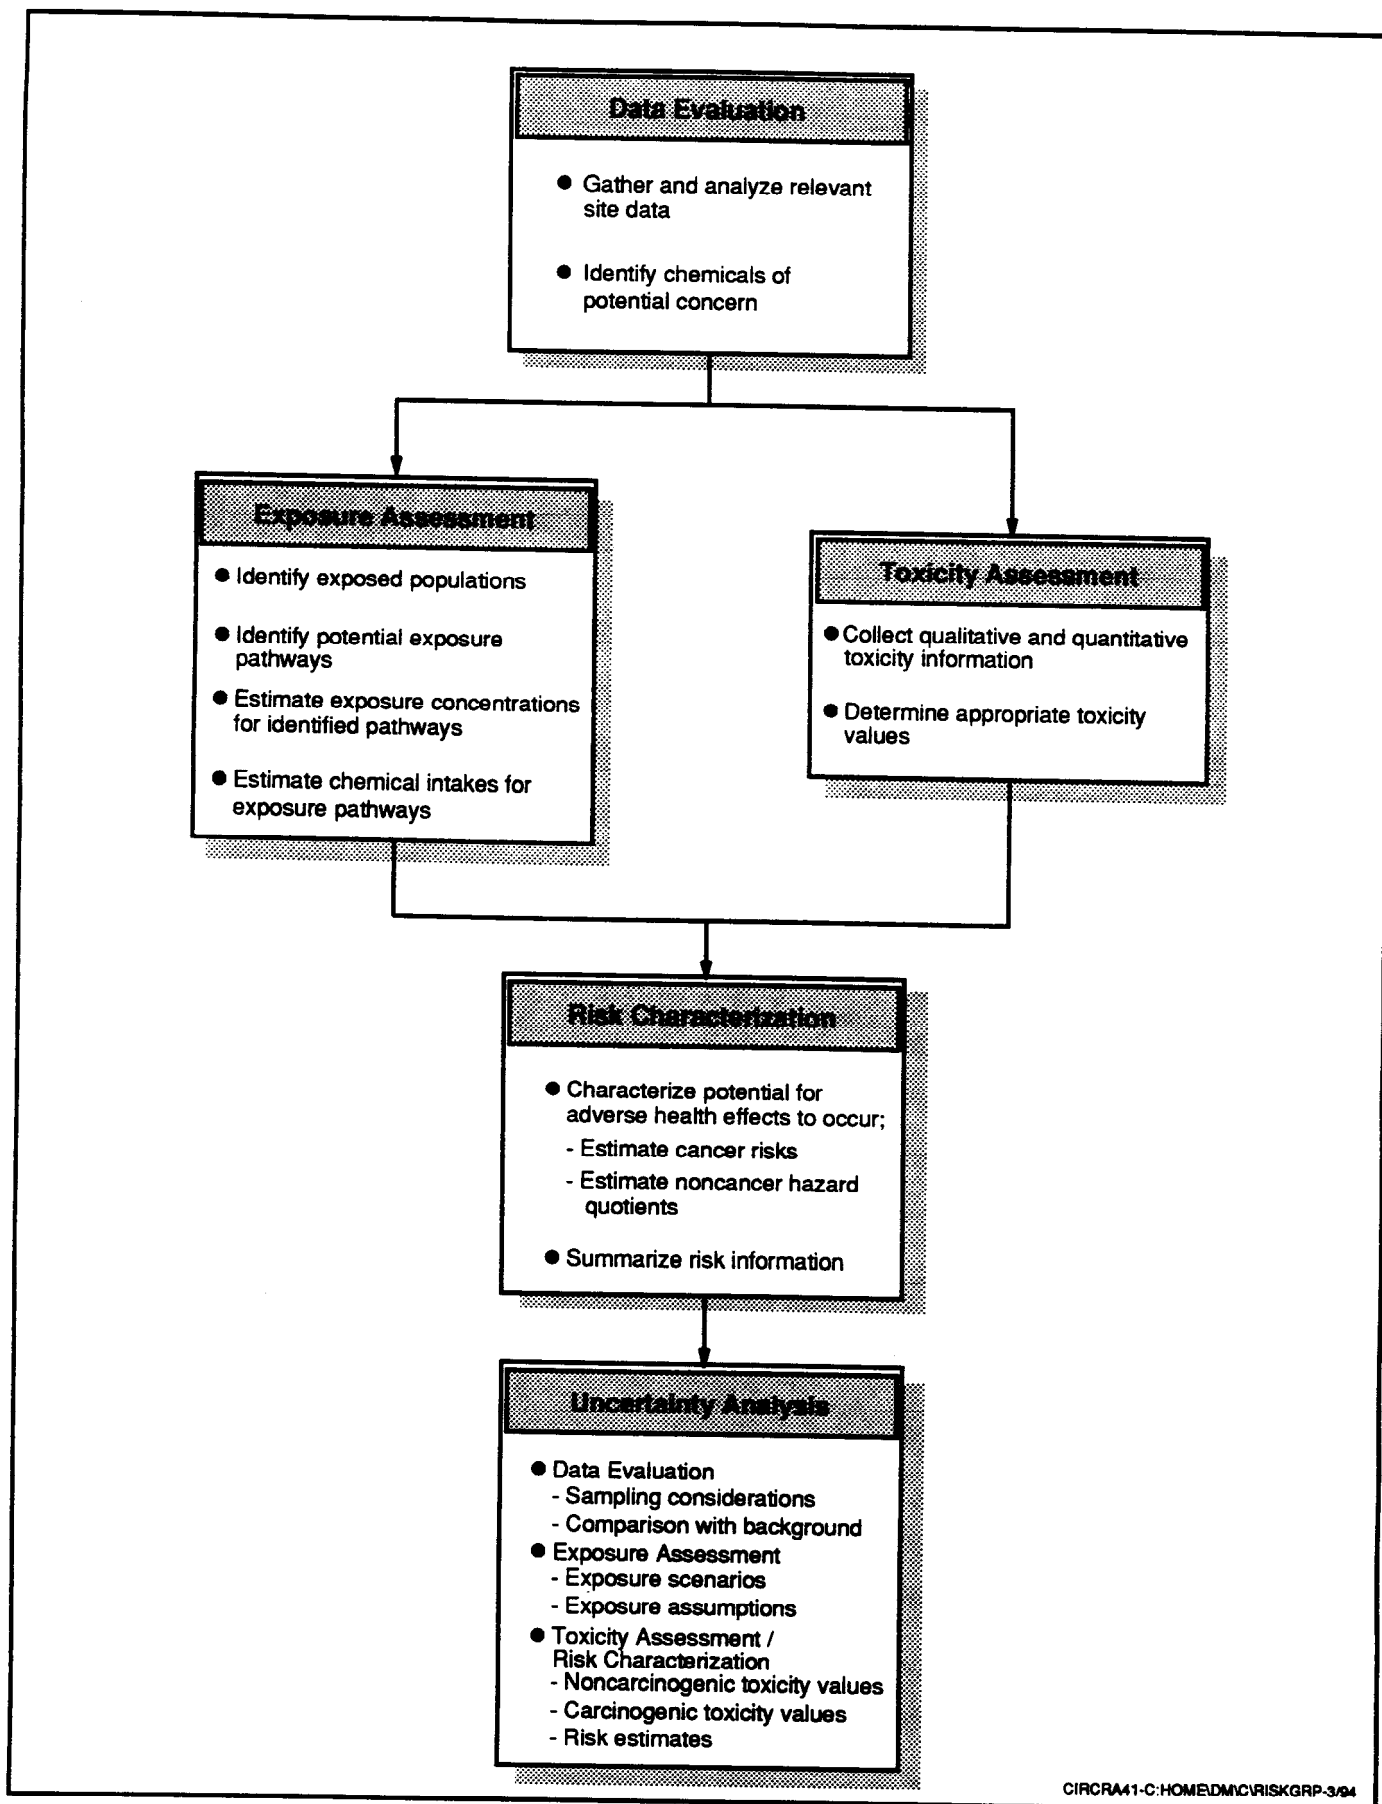 Data Evaluation
● Gather and analyze relevant
site data
● Identify chemicals of
potential concern
Exposure Assessment
● Identify exposed populations
● Identify potential exposure
pathways
● Estimate exposure concentrations
for identified pathways
● Estimate chemical intakes for
exposure pathways
Toxicity Assessment
● Collect qualitative and quantitative
toxicity information
● Determine appropriate toxicity
values
Risk Characterization
● Characterize potential for
adverse health effects to occur;
- Estimate cancer risks
- Estimate noncancer hazard
quotients
● Summarize risk information
Uncertainty Analysis
● Data Evaluation
- Sampling considerations
- Comparison with background
● Exposure Assessment
- Exposure scenarios
- Exposure assumptions
● Toxicity Assessment /
Risk Characterization
- Noncarcinogenic toxicity values
- Carcinogenic toxicity values
- Risk estimates
CIRCRA41-C:HOME\DM\C\RISKGRP-3/94